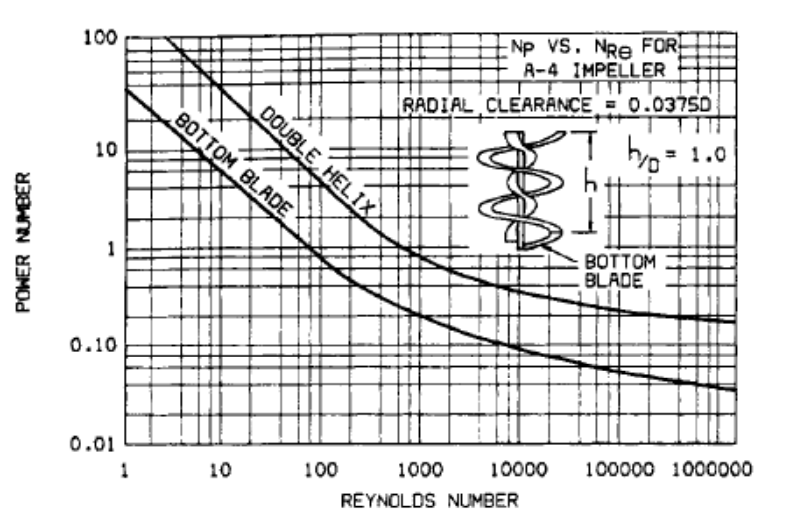 NP VS. NRe FOR
A-4 IMPELLER
RADIAL CLEARANCE = 0.0375D
h/D = 1.0
h
DOUBLE HELIX
BOTTOM BLADE
BOTTOM
BLADE
POWER NUMBER
100
10
1
0.10
0.01
1 10 100 1000 10000 100000 1000000
REYNOLDS NUMBER